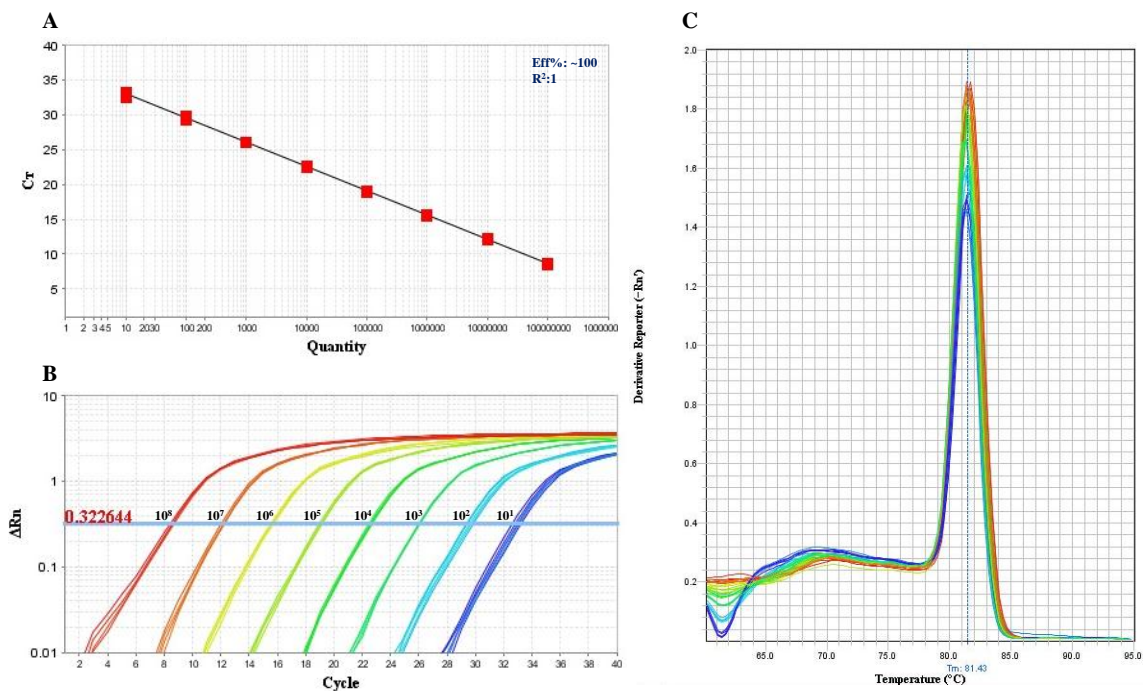 A
40
35
30
25
20
15
10
5
CT
Eff%: ~100
R²:1
1 2 3 4 5 10 20 30 100 200 1000 10000 100000 1000000 10000000 100000000 1000000
Quantity
B
10
1
0.1
0.01
ΔRn
0.322644
10⁸ 10⁷ 10⁶ 10⁵ 10⁴ 10³ 10² 10¹
2 4 6 8 10 12 14 16 18 20 22 24 26 28 30 32 34 36 38 40
Cycle
C
2.0
1.8
1.6
1.4
1.2
1.0
0.8
0.6
0.4
0.2
Derivative Reporter (−Rn')
65.0 70.0 75.0 80.0 85.0 90.0 95.0
Tm: 81.43
Temperature (°C)